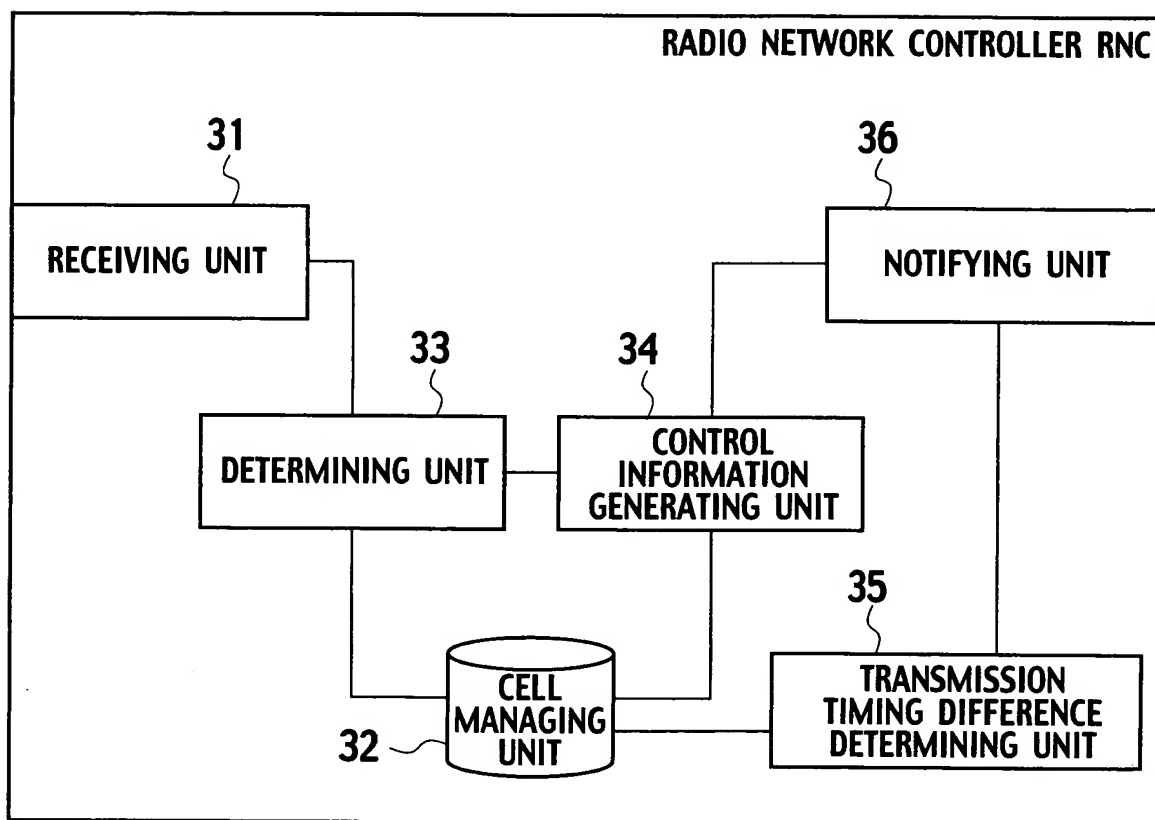 RADIO NETWORK CONTROLLER RNC
31
RECEIVING UNIT
36
NOTIFYING UNIT
33
DETERMINING UNIT
34
CONTROL
INFORMATION
GENERATING UNIT
32
CELL
MANAGING
UNIT
35
TRANSMISSION
TIMING DIFFERENCE
DETERMINING UNIT